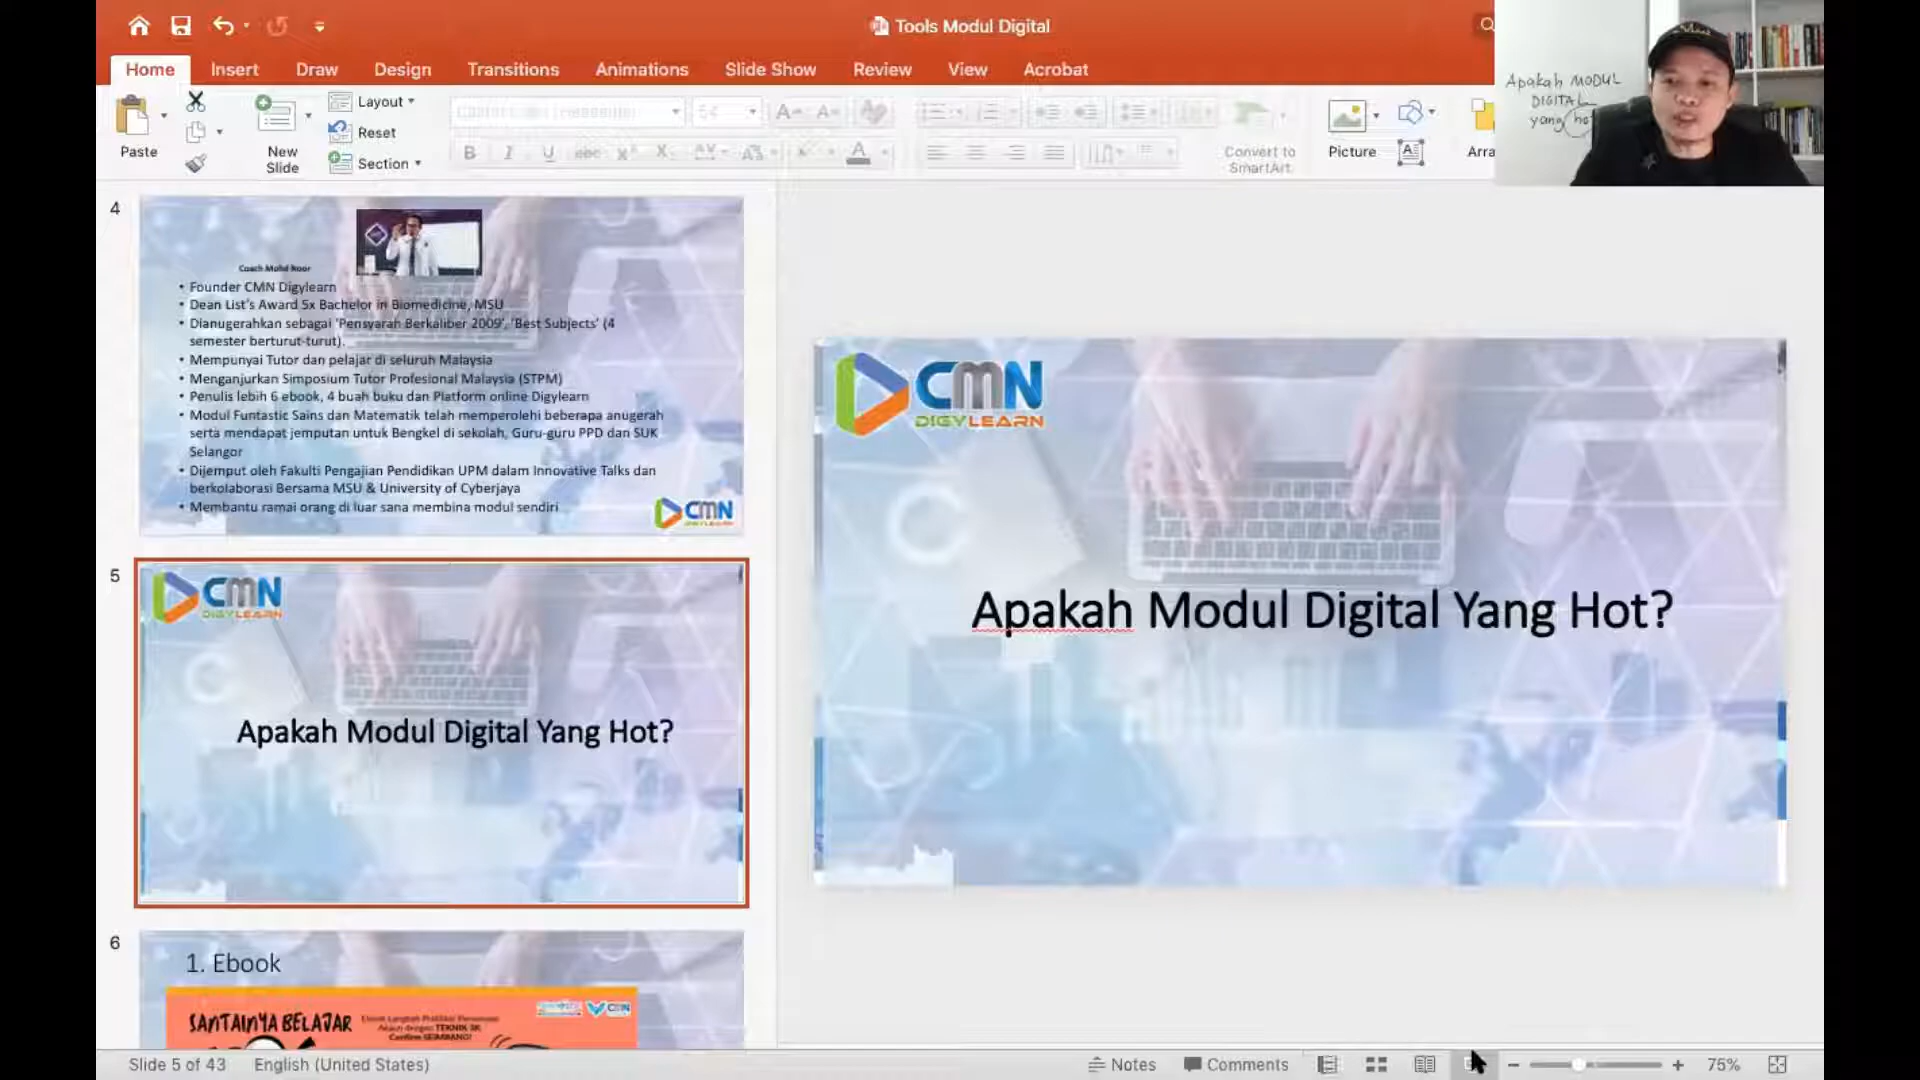 Tools Modul Digital
Home Insert Draw Design Transitions Animations Slide Show Review View Acrobat
Paste
New
Slide
Layout
Reset
Section
54
Convert to
SmartArt
Picture
Arra
Apakah MODUL
DIGITAL
yang hot
4
Coach Mohd Noor
• Founder CMN Digylearn
• Dean List's Award 5x Bachelor in Biomedicine, MSU
• Dianugerahkan sebagai 'Pensyarah Berkaliber 2009', 'Best Subjects' (4
semester berturut-turut).
• Mempunyai Tutor dan pelajar di seluruh Malaysia
• Menganjurkan Simposium Tutor Profesional Malaysia (STPM)
• Penulis lebih 6 ebook, 4 buah buku dan Platform online Digylearn
• Modul Funtastic Sains dan Matematik telah memperolehi beberapa anugerah
serta mendapat jemputan untuk Bengkel di sekolah, Guru-guru PPD dan SUK
Selangor
• Dijemput oleh Fakulti Pengajian Pendidikan UPM dalam Innovative Talks dan
berkolaborasi Bersama MSU & University of Cyberjaya
• Membantu ramai orang di luar sana membina modul sendiri
CMN
DIGYLEARN
5
CMN
DIGYLEARN
Apakah Modul Digital Yang Hot?
6
1. Ebook
SANTAINYA BELAJAR
CMN
CMN
DIGYLEARN
Apakah Modul Digital Yang Hot?
Slide 5 of 43 English (United States)
Notes Comments 75%